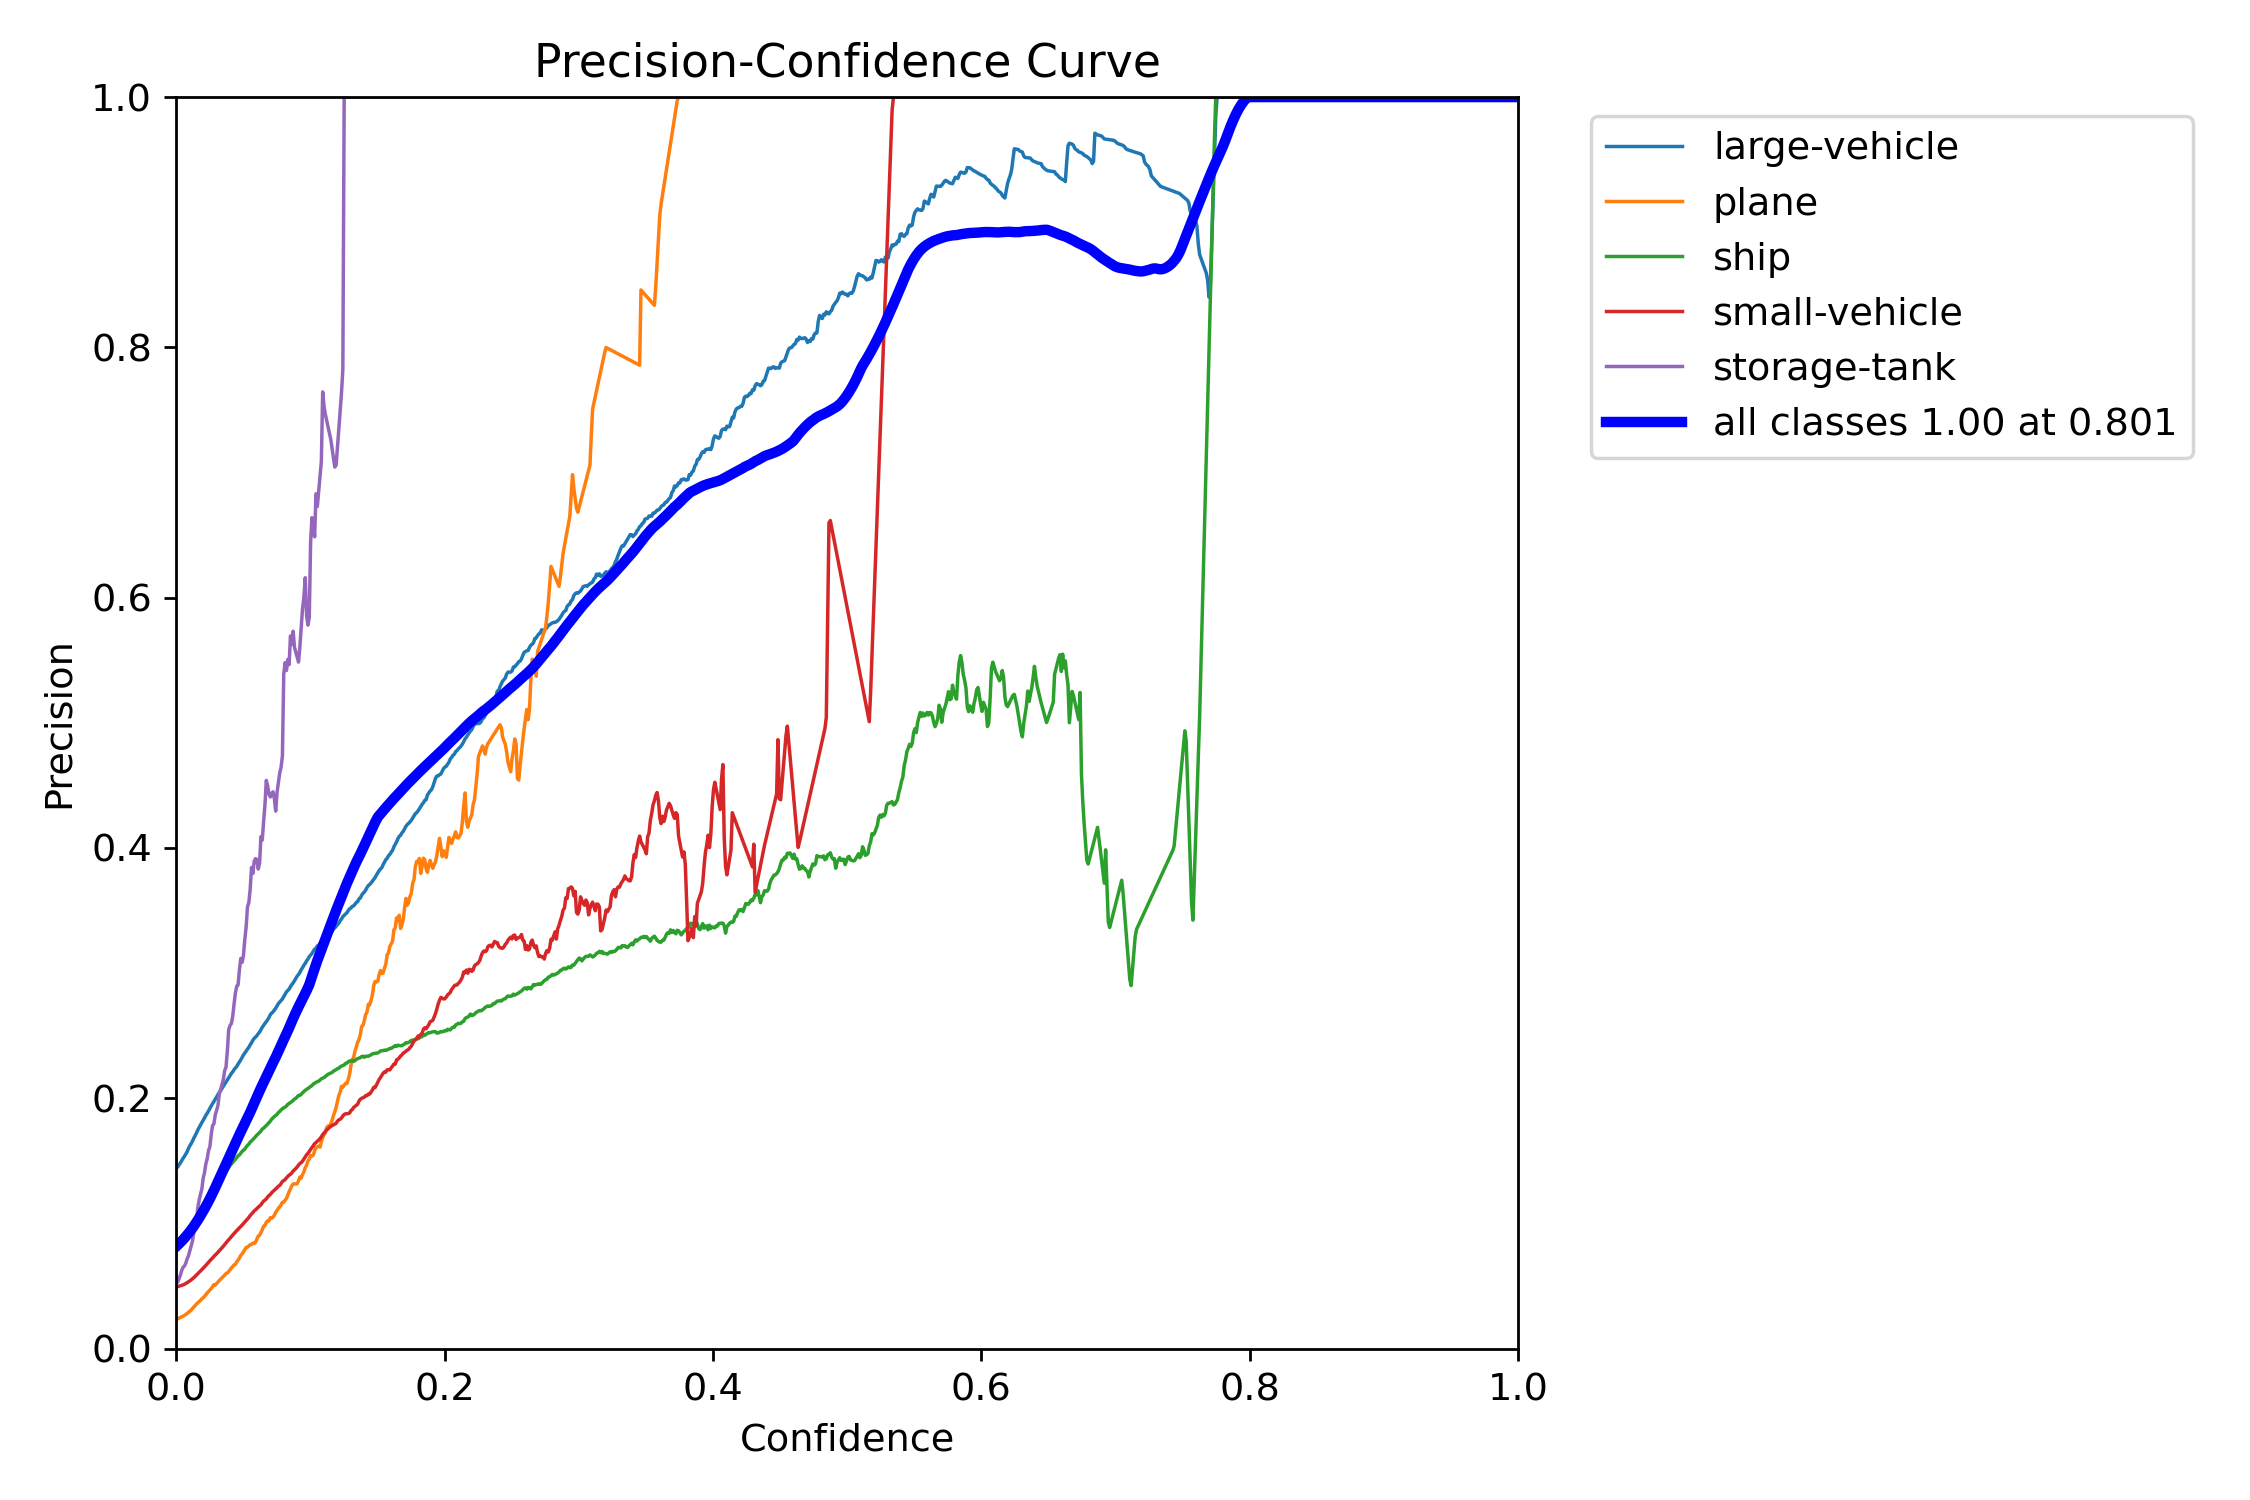 Precision-Confidence Curve
1.0
0.8
0.6
0.4
0.2
0.0
Precision
0.0 0.2 0.4 0.6 0.8 1.0
Confidence
large-vehicle
plane
ship
small-vehicle
storage-tank
all classes 1.00 at 0.801